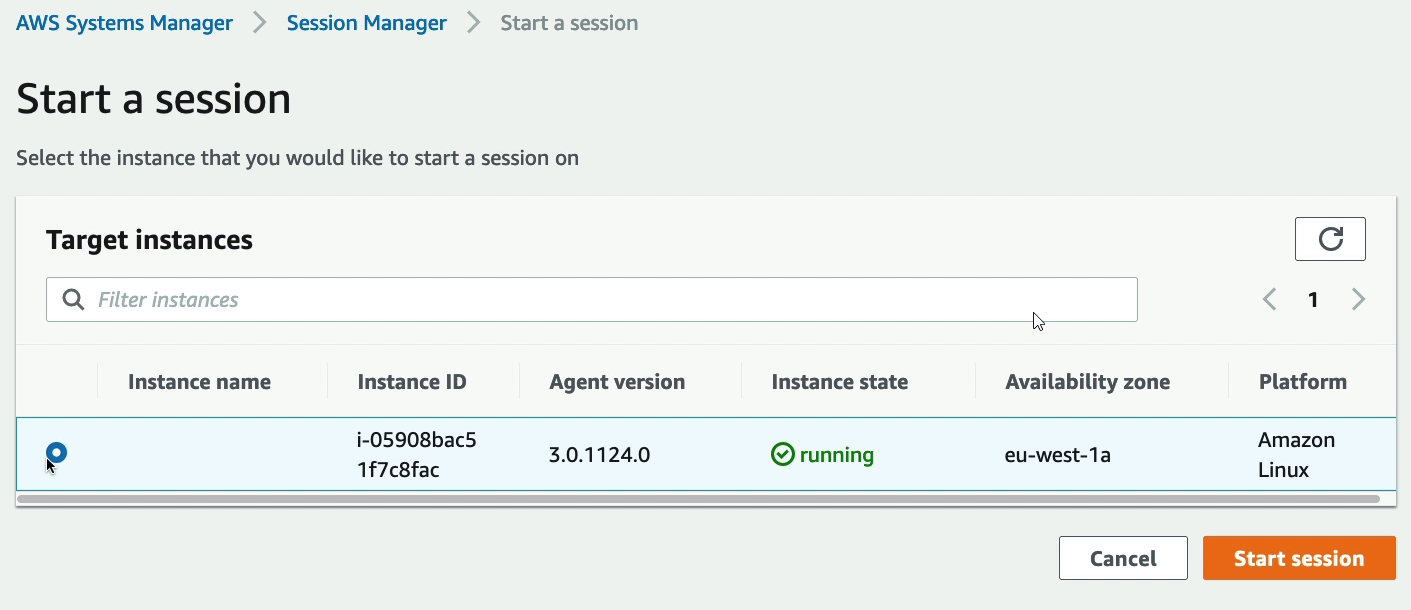 AWS Systems Manager > Session Manager > Start a session
Start a session
Select the instance that you would like to start a session on
Target instances
Filter instances
1
Instance name Instance ID Agent version Instance state Availability zone Platform
i-05908bac5
1f7c8fac
3.0.1124.0
running
eu-west-1a
Amazon
Linux
Cancel Start session